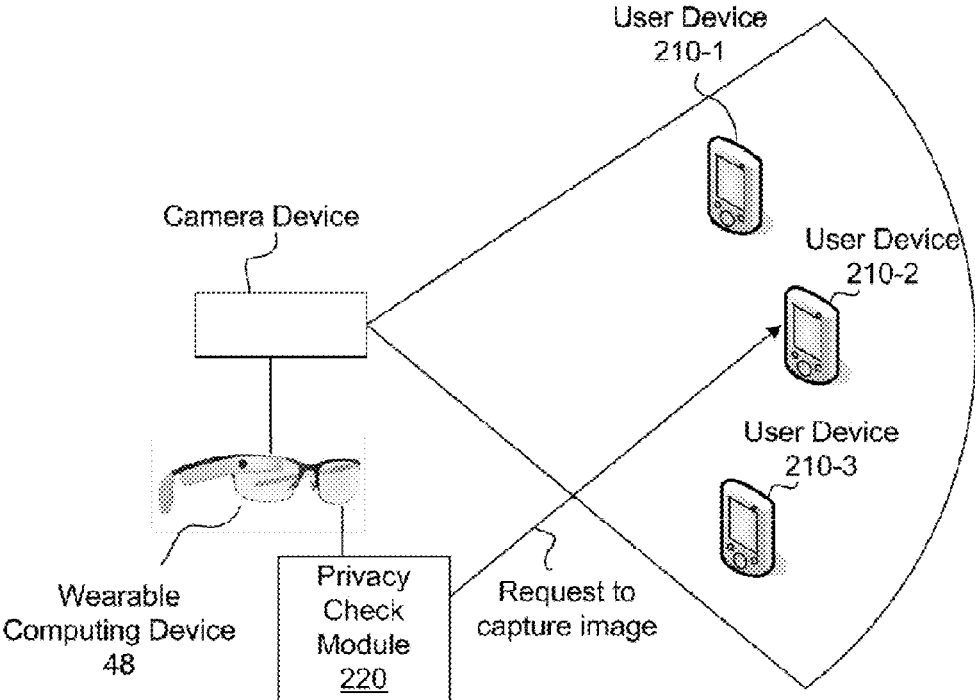 User Device
210-1
Camera Device
User Device
210-2
User Device
210-3
Wearable
Computing Device
48
Privacy
Check
Module
220
Request to
capture image